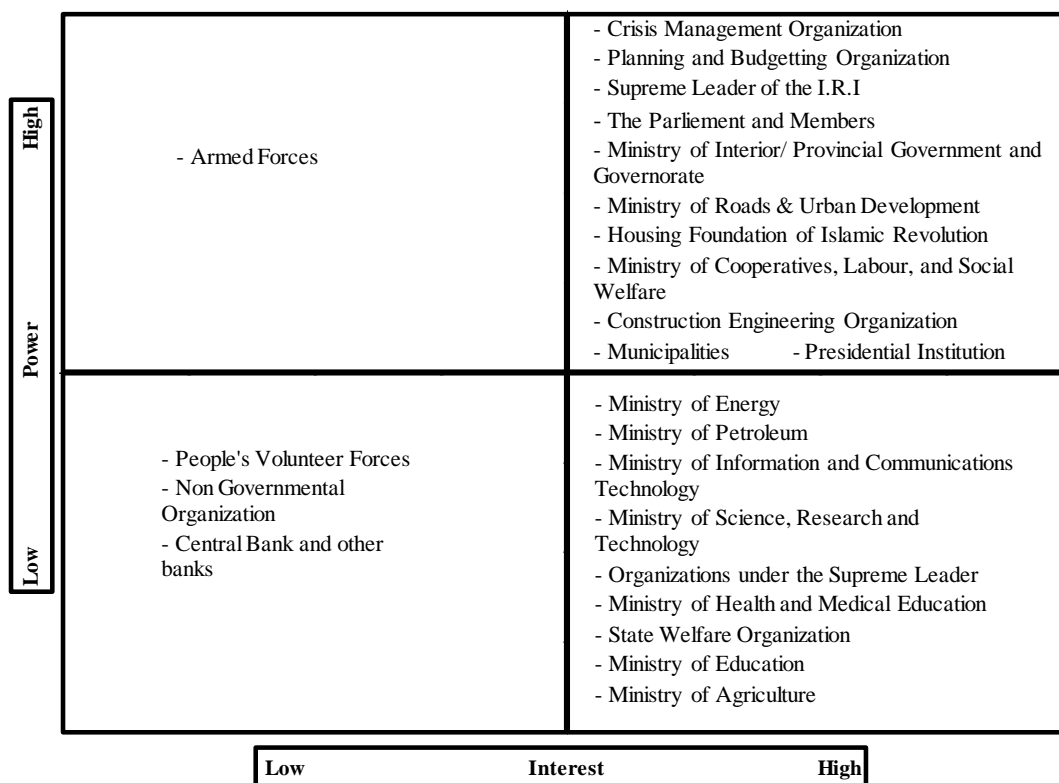 High
Power
Low
- Armed Forces
- Crisis Management Organization
- Planning and Budgetting Organization
- Supreme Leader of the I.R.I
- The Parliement and Members
- Ministry of Interior/ Provincial Government and
Governorate
- Ministry of Roads & Urban Development
- Housing Foundation of Islamic Revolution
- Ministry of Cooperatives, Labour, and Social
Welfare
- Construction Engineering Organization
- Municipalities - Presidential Institution
- People's Volunteer Forces
- Non Governmental
Organization
- Central Bank and other
banks
- Ministry of Energy
- Ministry of Petroleum
- Ministry of Information and Communications
Technology
- Ministry of Science, Research and
Technology
- Organizations under the Supreme Leader
- Ministry of Health and Medical Education
- State Welfare Organization
- Ministry of Education
- Ministry of Agriculture
Low Interest High